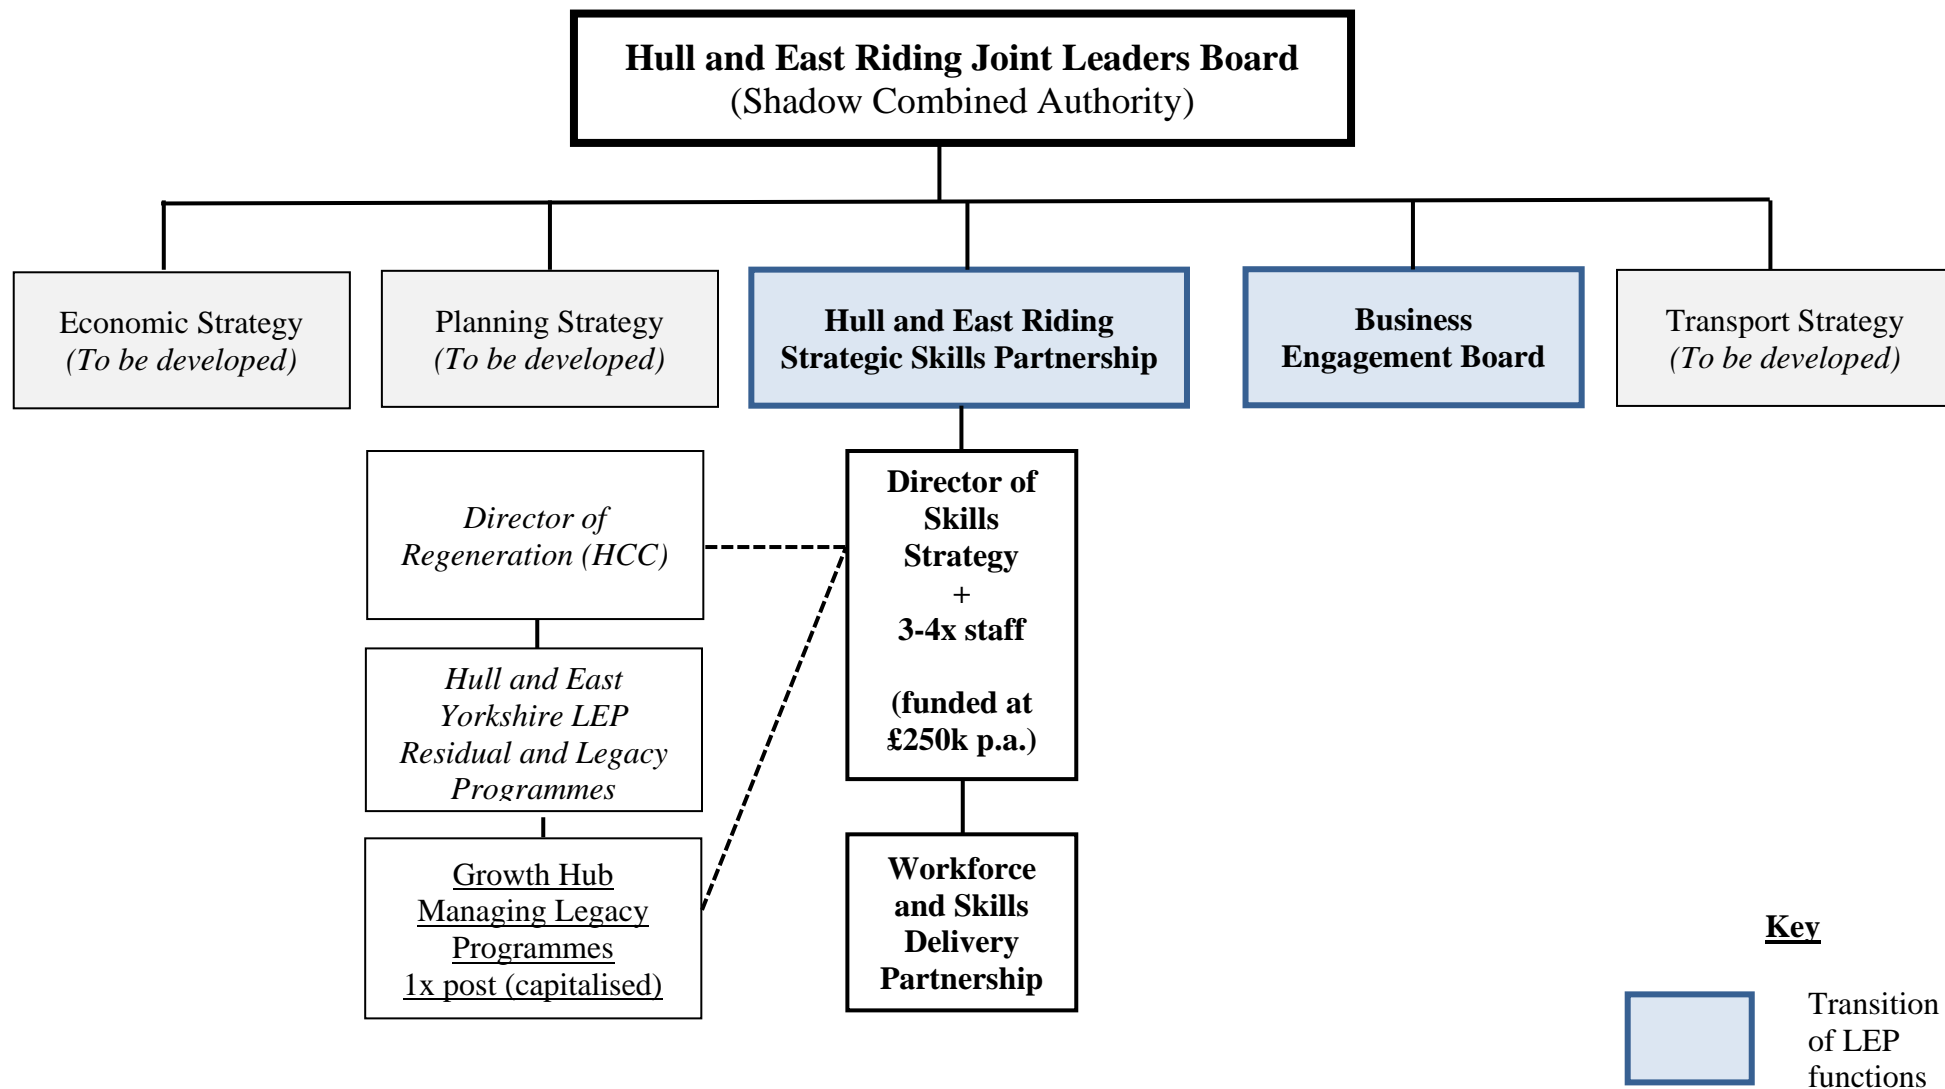 Hull and East Riding Joint Leaders Board
(Shadow Combined Authority)
Economic Strategy
(To be developed)
Planning Strategy
(To be developed)
Hull and East Riding
Strategic Skills Partnership
Business
Engagement Board
Transport Strategy
(To be developed)
Director of
Regeneration (HCC)
Director of
Skills
Strategy
+
3-4x staff
(funded at
£250k p.a.)
Hull and East
Yorkshire LEP
Residual and Legacy
Programmes
Growth Hub
Managing Legacy
Programmes
1x post (capitalised)
Workforce
and Skills
Delivery
Partnership
Key
Transition
of LEP
functions